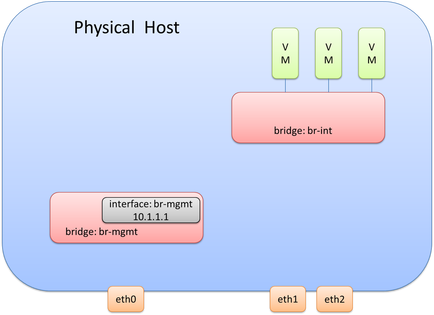 Physical Host
V
M
V
M
V
M
bridge: br-int
interface: br-mgmt
10.1.1.1
bridge: br-mgmt
eth0
eth1
eth2